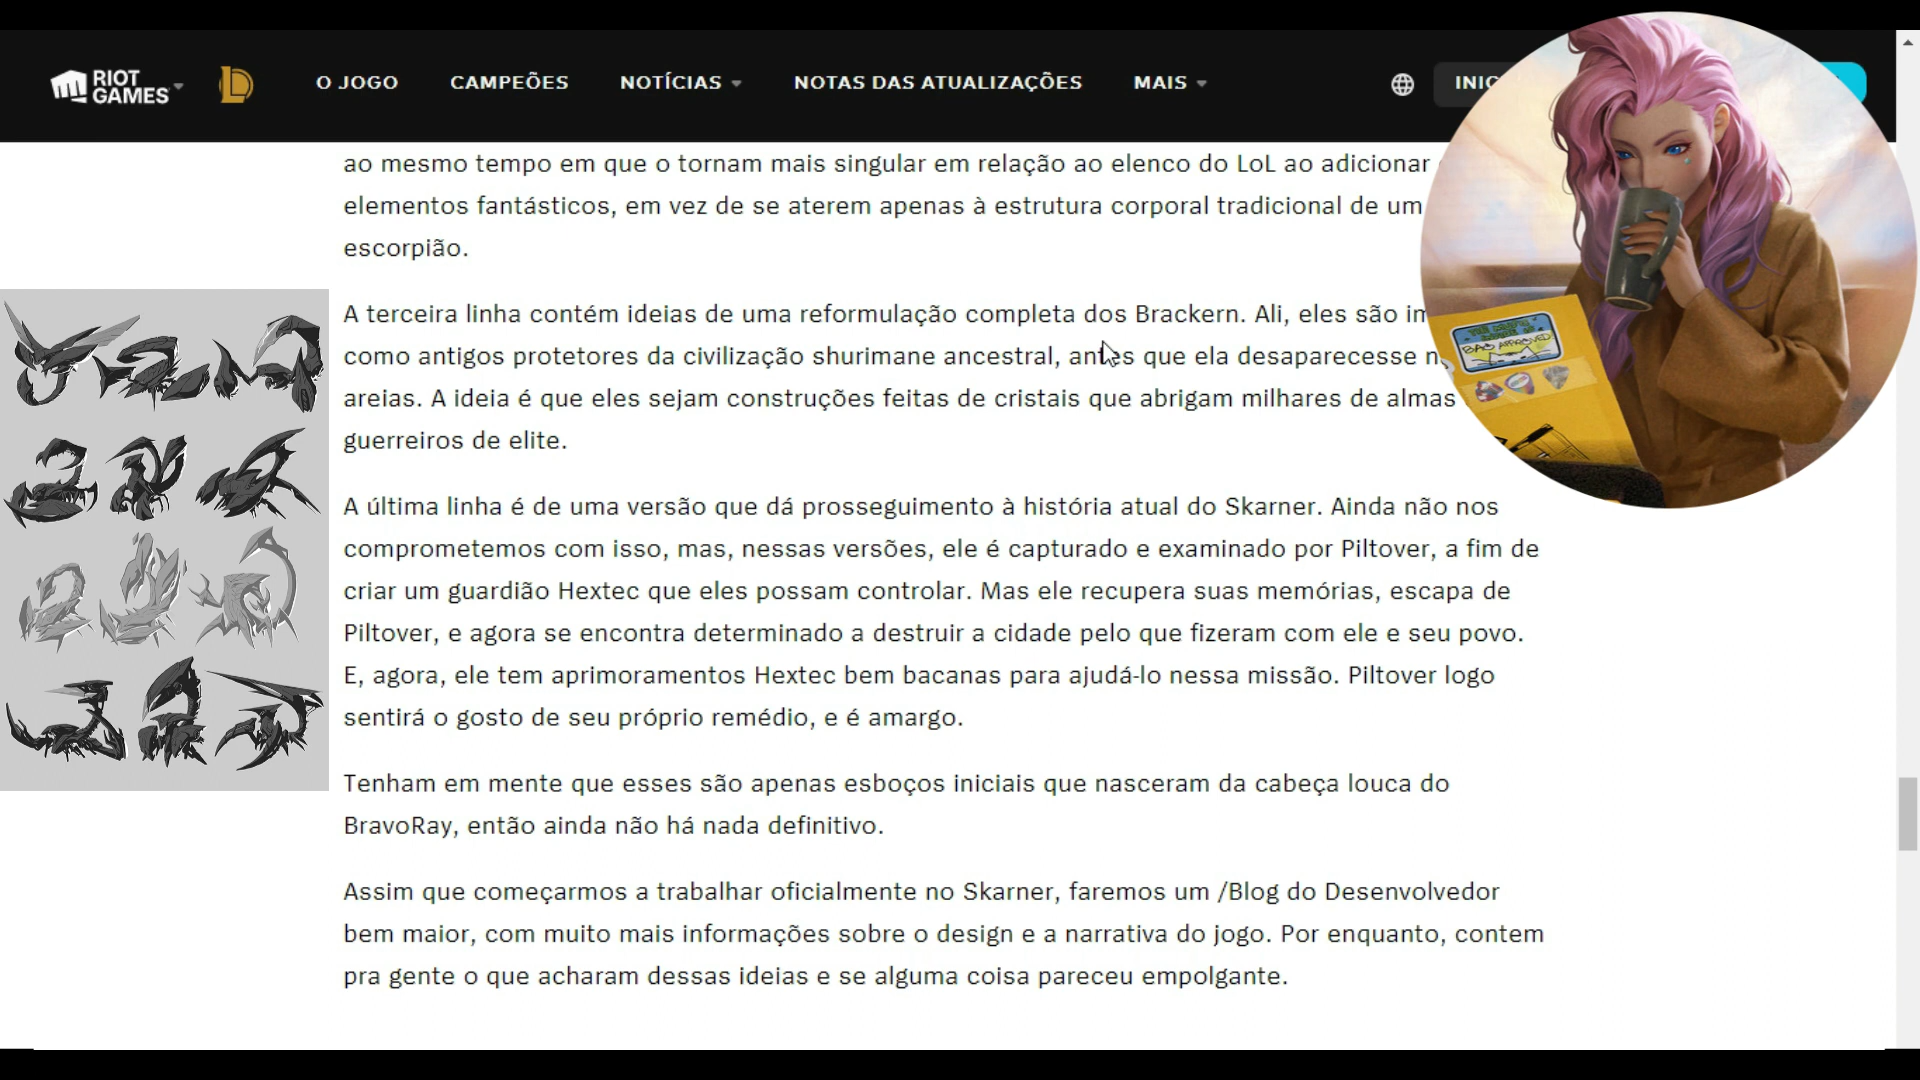 RIOT GAMES O JOGO CAMPEÕES NOTÍCIAS NOTAS DAS ATUALIZAÇÕES MAIS
ao mesmo tempo em que o tornam mais singular em relação ao elenco do LoL ao adicionar
elementos fantásticos, em vez de se aterem apenas à estrutura corporal tradicional de um
escorpião.
A terceira linha contém ideias de uma reformulação completa dos Brackern. Ali, eles são
como antigos protetores da civilização shurimane ancestral, antes que ela desaparecesse
areias. A ideia é que eles sejam construções feitas de cristais que abrigam milhares de almas
guerreiros de elite.
A última linha é de uma versão que dá prosseguimento à história atual do Skarner. Ainda não nos
comprometemos com isso, mas, nessas versões, ele é capturado e examinado por Piltover, a fim de
criar um guardião Hextec que eles possam controlar. Mas ele recupera suas memórias, escapa de
Piltover, e agora se encontra determinado a destruir a cidade pelo que fizeram com ele e seu povo.
E, agora, ele tem aprimoramentos Hextec bem bacanas para ajudá-lo nessa missão. Piltover logo
sentirá o gosto de seu próprio remédio, e é amargo.
Tenham em mente que esses são apenas esboços iniciais que nasceram da cabeça louca do
BravoRay, então ainda não há nada definitivo.
Assim que começarmos a trabalhar oficialmente no Skarner, faremos um /Blog do Desenvolvedor
bem maior, com muito mais informações sobre o design e a narrativa do jogo. Por enquanto, contem
pra gente o que acharam dessas ideias e se alguma coisa pareceu empolgante.